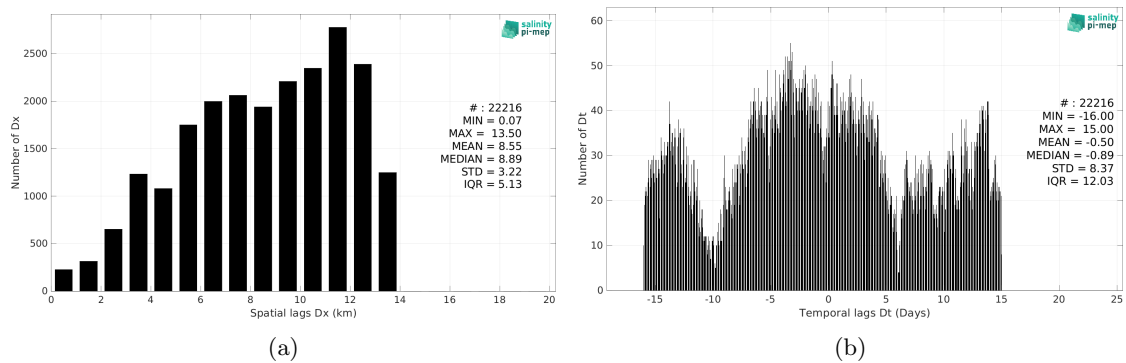 salinity
pi-mep
2500
2000
1500
1000
500
0
Number of Dx
# : 22216
MIN = 0.07
MAX = 13.50
MEAN = 8.55
MEDIAN = 8.89
STD = 3.22
IQR = 5.13
0 2 4 6 8 10 12 14 16 18 20
Spatial lags Dx (km)
(a)
salinity
pi-mep
60
50
40
30
20
10
0
Number of Dt
# : 22216
MIN = -16.00
MAX = 15.00
MEAN = -0.50
MEDIAN = -0.89
STD = 8.37
IQR = 12.03
-15 -10 -5 0 5 10 15 20 25
Temporal lags Dt (Days)
(b)